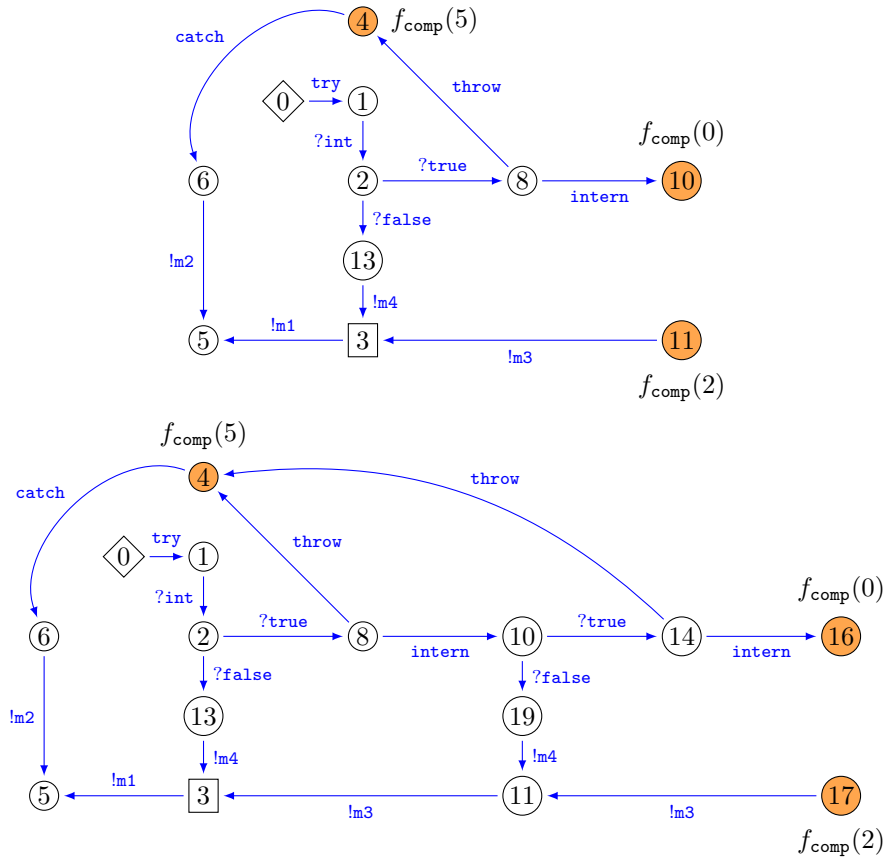 4 f_comp(5)
catch
throw
try
0 1
f_comp(0)
?int
6 2 ?true 8 intern 10
?false
!m2
13
!m4
5 !m1 3 !m3 11
f_comp(2)
f_comp(5)
4
catch
throw
throw
try
0 1
f_comp(0)
?int
6 2 ?true 8 intern 10 ?true 14 intern 16
?false ?false
!m2
13 19
!m4 !m4
5 !m1 3 !m3 11 !m3 17
f_comp(2)